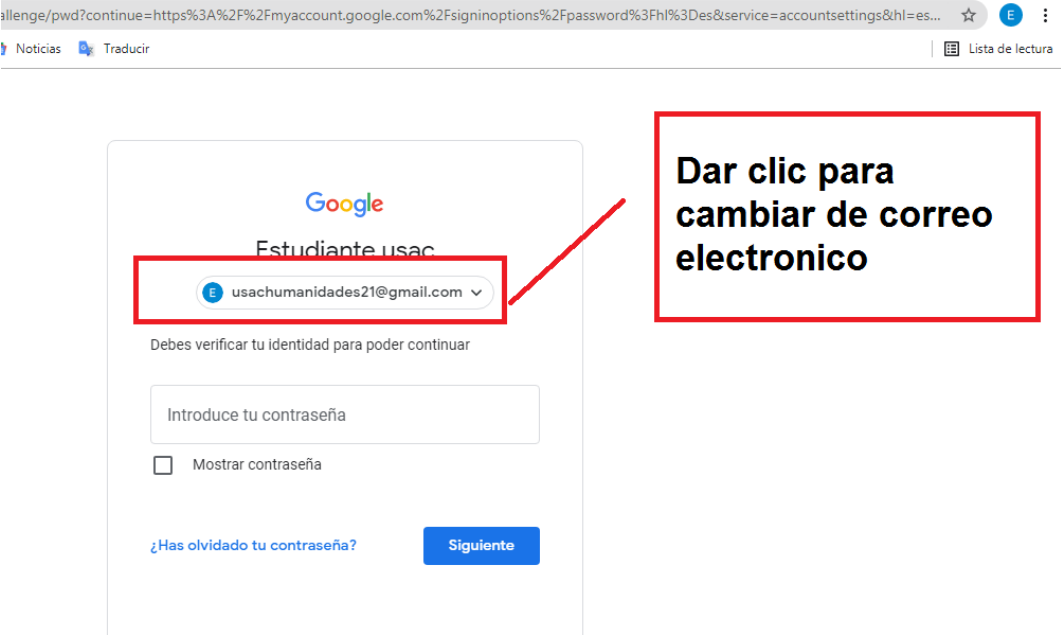 allenge/pwd?continue=https%3A%2F%2Fmyaccount.google.com%2Fsigninoptions%2Fpassword%3Fhl%3Des&service=accountsettings&hl=es... E
Noticias Traducir Lista de lectura
Google
Estudiante usac
E usachumanidades21@gmail.com
Debes verificar tu identidad para poder continuar
Introduce tu contraseña
Mostrar contraseña
¿Has olvidado tu contraseña? Siguiente
Dar clic para
cambiar de correo
electronico